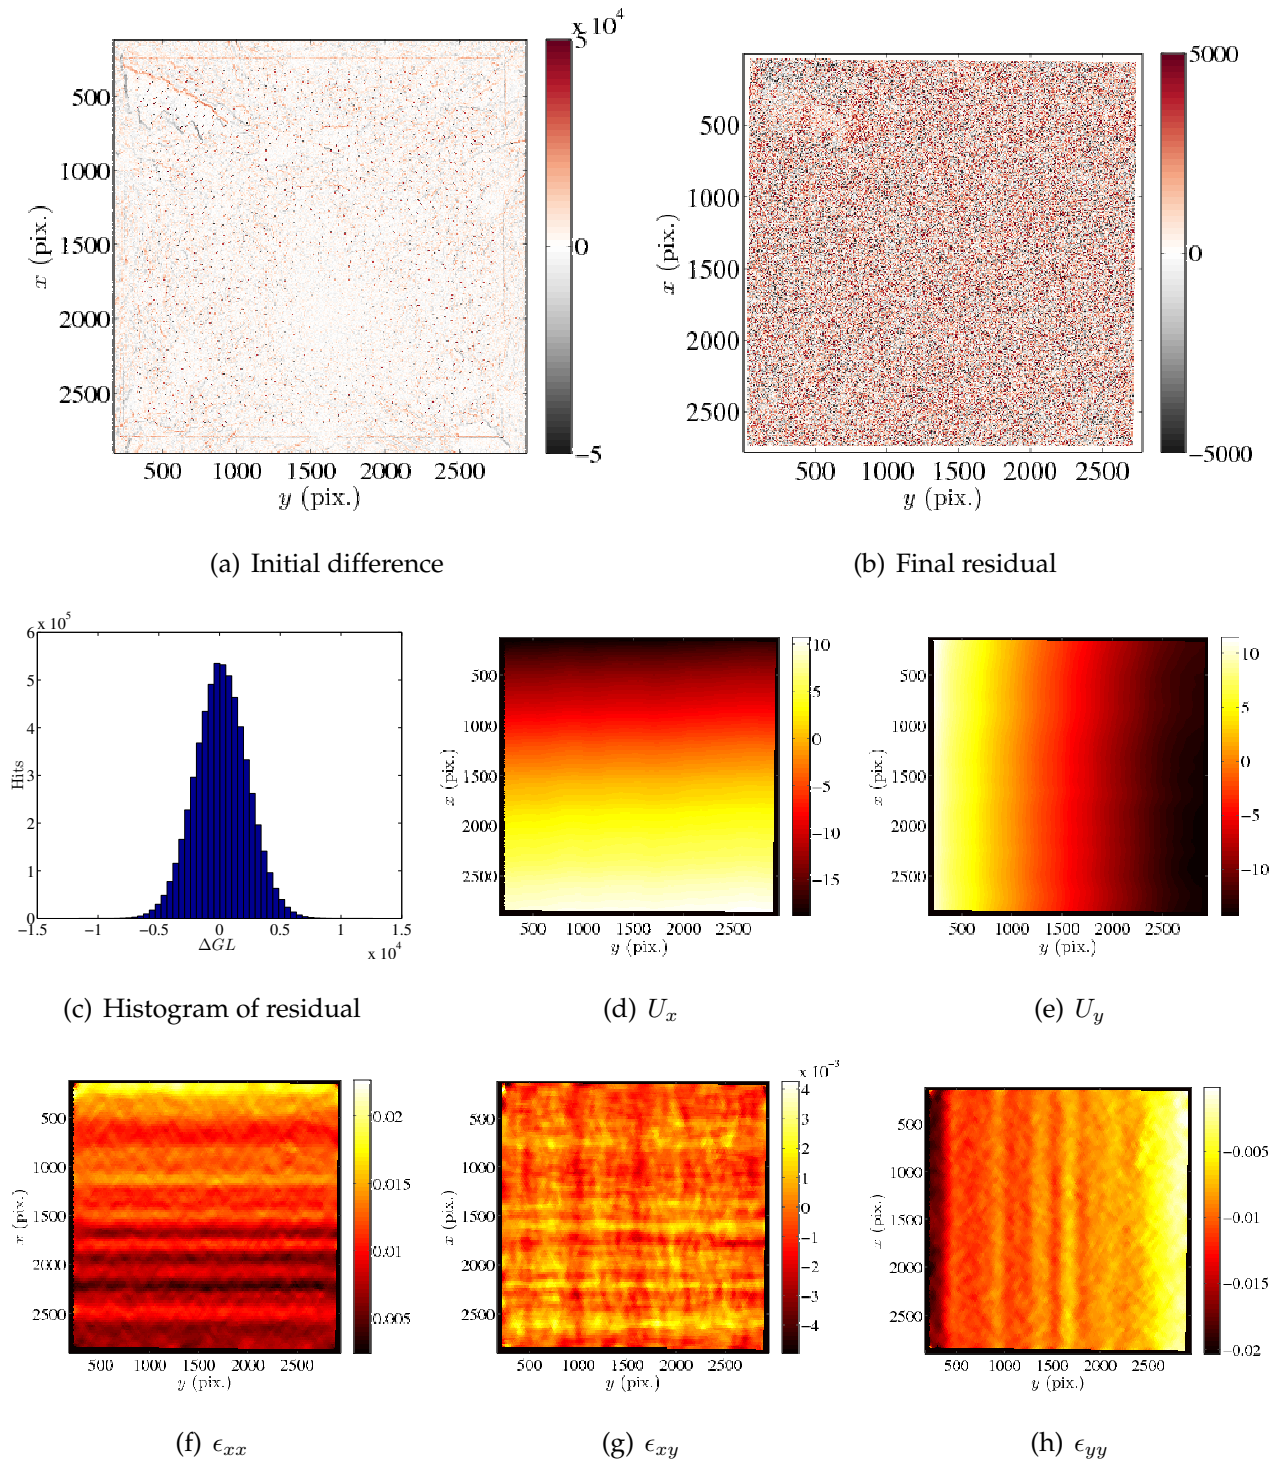 x 10⁴
5
0
−5
500
1000
1500
2000
2500
x (pix.)
500 1000 1500 2000 2500
y (pix.)
5000
0
−5000
500
1000
1500
2000
2500
x (pix.)
500 1000 1500 2000 2500
y (pix.)
(a) Initial difference
(b) Final residual
x 10⁵
6
5
4
3
2
1
0
Hits
−1.5 −1 −0.5 0 0.5 1 1.5
ΔGL
x 10⁴
10
5
0
−5
−10
−15
500
1000
1500
2000
2500
x (pix.)
500 1000 1500 2000 2500
y (pix.)
10
5
0
−5
−10
500
1000
1500
2000
2500
x (pix.)
500 1000 1500 2000 2500
y (pix.)
(c) Histogram of residual
(d) Uₓ
(e) U_y
0.02
0.015
0.01
0.005
500
1000
1500
2000
2500
x (pix.)
500 1000 1500 2000 2500
y (pix.)
x 10⁻³
4
3
2
1
0
−1
−2
−3
−4
500
1000
1500
2000
2500
x (pix.)
500 1000 1500 2000 2500
y (pix.)
−0.005
−0.01
−0.015
−0.02
500
1000
1500
2000
2500
x (pix.)
500 1000 1500 2000 2500
y (pix.)
(f) ϵₓₓ
(g) ϵ_xy
(h) ϵ_yy